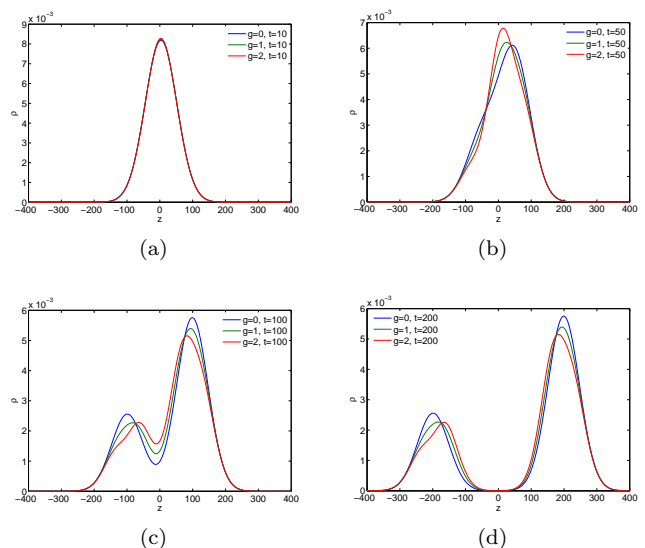 x 10⁻³
9
8
7
6
5
4
3
2
1
0
ρ
−400 −300 −200 −100 0 100 200 300 400
z
g=0, t=10
g=1, t=10
g=2, t=10
(a)
x 10⁻³
7
6
5
4
3
2
1
0
ρ
−400 −300 −200 −100 0 100 200 300 400
z
g=0, t=50
g=1, t=50
g=2, t=50
(b)
x 10⁻³
6
5
4
3
2
1
0
ρ
−400 −300 −200 −100 0 100 200 300 400
z
g=0, t=100
g=1, t=100
g=2, t=100
(c)
x 10⁻³
6
5
4
3
2
1
0
ρ
−400 −300 −200 −100 0 100 200 300 400
z
g=0, t=200
g=1, t=200
g=2, t=200
(d)